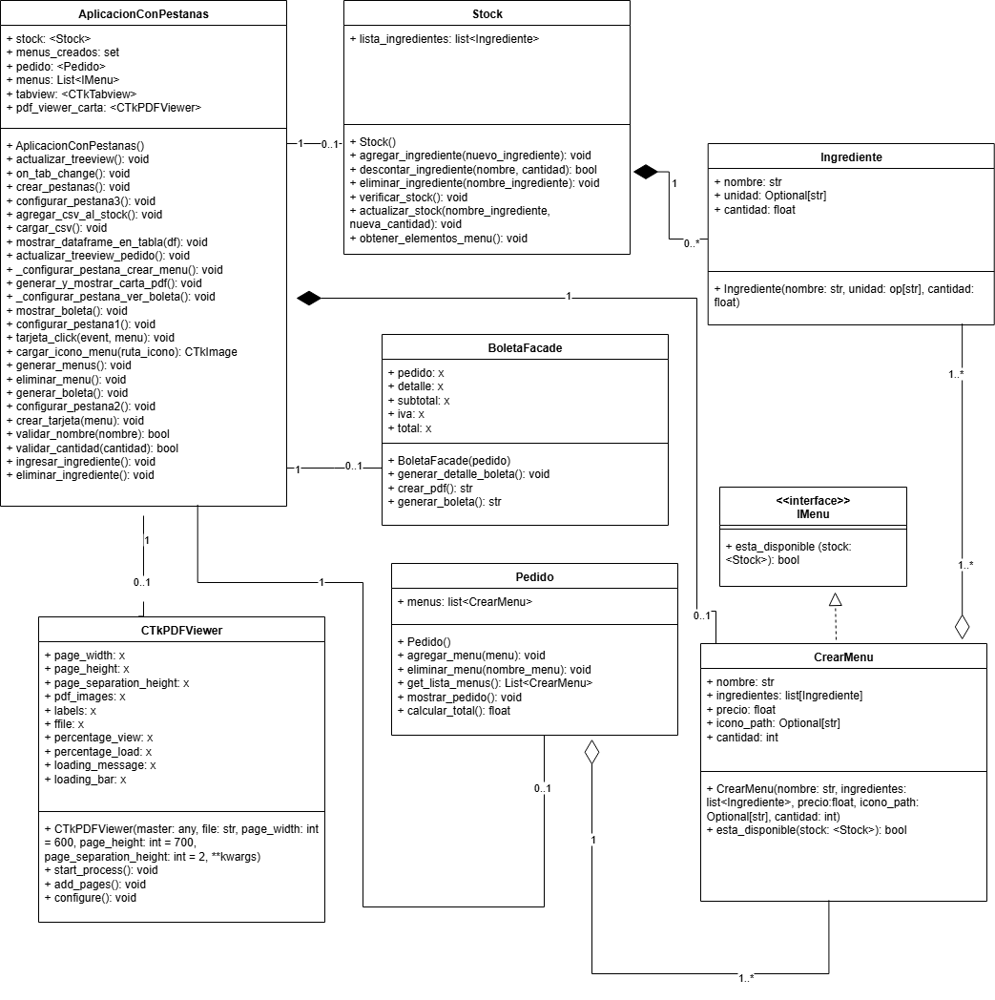 AplicacionConPestanas
+ stock: <Stock>
+ menus_creados: set
+ pedido: <Pedido>
+ menus: List<IMenu>
+ tabview: <CTkTabview>
+ pdf_viewer_carta: <CTkPDFViewer>
+ AplicacionConPestanas()
+ actualizar_treeview(): void
+ on_tab_change(): void
+ crear_pestanas(): void
+ configurar_pestana3(): void
+ agregar_csv_al_stock(): void
+ cargar_csv(): void
+ mostrar_dataframe_en_tabla(df): void
+ actualizar_treeview_pedido(): void
+ _configurar_pestana_crear_menu(): void
+ generar_y_mostrar_carta_pdf(): void
+ _configurar_pestana_ver_boleta(): void
+ mostrar_boleta(): void
+ configurar_pestana1(): void
+ tarjeta_click(event, menu): void
+ cargar_icono_menu(ruta_icono): CTkImage
+ generar_menus(): void
+ eliminar_menu(): void
+ generar_boleta(): void
+ configurar_pestana2(): void
+ crear_tarjeta(menu): void
+ validar_nombre(nombre): bool
+ validar_cantidad(cantidad): bool
+ ingresar_ingrediente(): void
+ eliminar_ingrediente(): void
1
0..1
Stock
+ lista_ingredientes: list<Ingrediente>
+ Stock()
+ agregar_ingrediente(nuevo_ingrediente): void
+ descontar_ingrediente(nombre, cantidad): bool
+ eliminar_ingrediente(nombre_ingrediente): void
+ verificar_stock(): void
+ actualizar_stock(nombre_ingrediente,
nueva_cantidad): void
+ obtener_elementos_menu(): void
1
0..*
Ingrediente
+ nombre: str
+ unidad: Optional[str]
+ cantidad: float
+ Ingrediente(nombre: str, unidad: op[str], cantidad:
float)
1
BoletaFacade
+ pedido: x
+ detalle: x
+ subtotal: x
+ iva: x
+ total: x
+ BoletaFacade(pedido)
+ generar_detalle_boleta(): void
+ crear_pdf(): str
+ generar_boleta(): str
1
0..1
1..*
<<interface>>
IMenu
+ esta_disponible (stock:
<Stock>): bool
1..*
1
0..1
1
Pedido
+ menus: list<CrearMenu>
+ Pedido()
+ agregar_menu(menu): void
+ eliminar_menu(nombre_menu): void
+ get_lista_menus(): List<CrearMenu>
+ mostrar_pedido(): void
+ calcular_total(): float
0..1
CTkPDFViewer
+ page_width: x
+ page_height: x
+ page_separation_height: x
+ pdf_images: x
+ labels: x
+ ffile: x
+ percentage_view: x
+ percentage_load: x
+ loading_message: x
+ loading_bar: x
+ CTkPDFViewer(master: any, file: str, page_width: int
= 600, page_height: int = 700,
page_separation_height: int = 2, **kwargs)
+ start_process(): void
+ add_pages(): void
+ configure(): void
CrearMenu
+ nombre: str
+ ingredientes: list[Ingrediente]
+ precio: float
+ icono_path: Optional[str]
+ cantidad: int
+ CrearMenu(nombre: str, ingredientes:
list<Ingrediente>, precio:float, icono_path:
Optional[str], cantidad: int)
+ esta_disponible(stock: <Stock>): bool
0..1
1
1..*